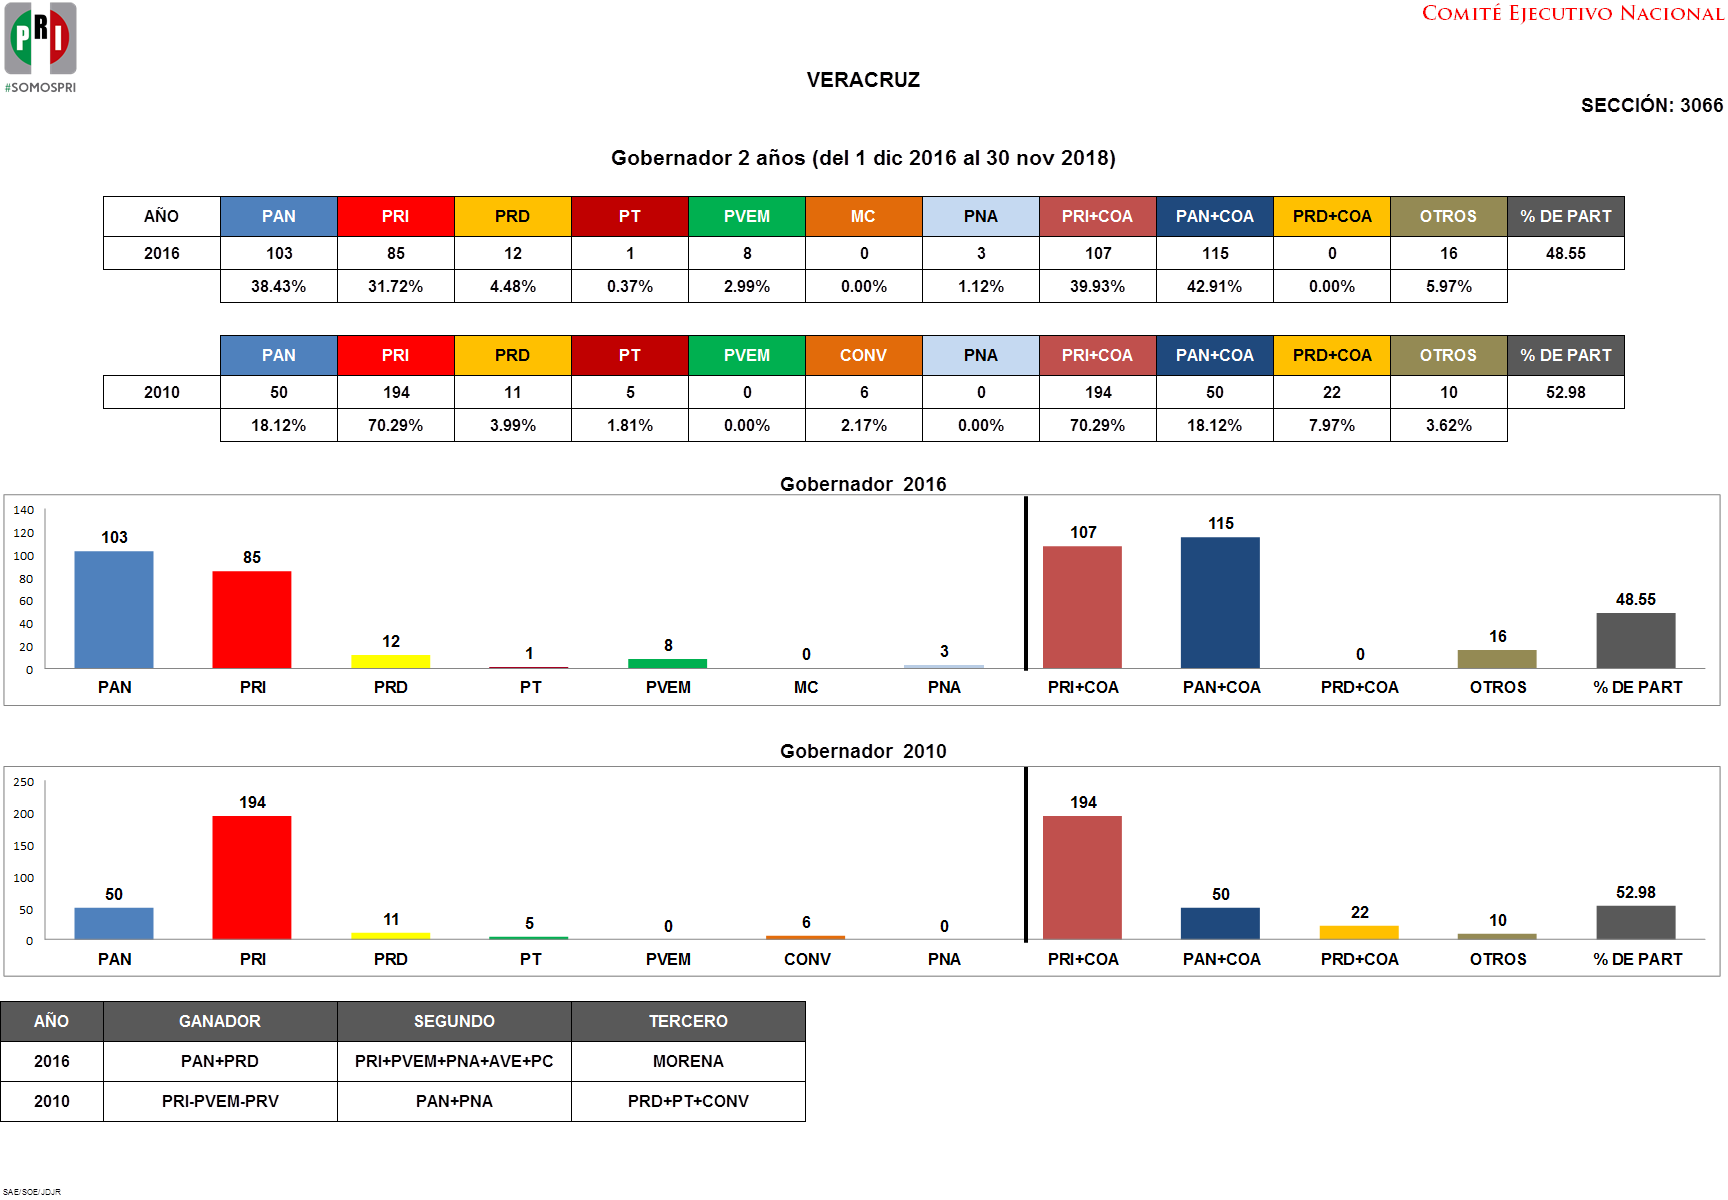 PRI
#SOMOSPRI
COMITÉ EJECUTIVO NACIONAL
VERACRUZ
SECCIÓN: 3066
Gobernador 2 años (del 1 dic 2016 al 30 nov 2018)
AÑO PAN PRI PRD PT PVEM MC PNA PRI+COA PAN+COA PRD+COA OTROS % DE PART
2016 103 85 12 1 8 0 3 107 115 0 16 48.55
38.43% 31.72% 4.48% 0.37% 2.99% 0.00% 1.12% 39.93% 42.91% 0.00% 5.97%
PAN PRI PRD PT PVEM CONV PNA PRI+COA PAN+COA PRD+COA OTROS % DE PART
2010 50 194 11 5 0 6 0 194 50 22 10 52.98
18.12% 70.29% 3.99% 1.81% 0.00% 2.17% 0.00% 70.29% 18.12% 7.97% 3.62%
Gobernador 2016
140
120
100
80
60
40
20
0
103 85 12 1 8 0 3 107 115 0 16 48.55
PAN PRI PRD PT PVEM MC PNA PRI+COA PAN+COA PRD+COA OTROS % DE PART
Gobernador 2010
250
200
150
100
50
0
50 194 11 5 0 6 0 194 50 22 10 52.98
PAN PRI PRD PT PVEM CONV PNA PRI+COA PAN+COA PRD+COA OTROS % DE PART
AÑO GANADOR SEGUNDO TERCERO
2016 PAN+PRD PRI+PVEM+PNA+AVE+PC MORENA
2010 PRI-PVEM-PRV PAN+PNA PRD+PT+CONV
SAE/SOE/JDJR